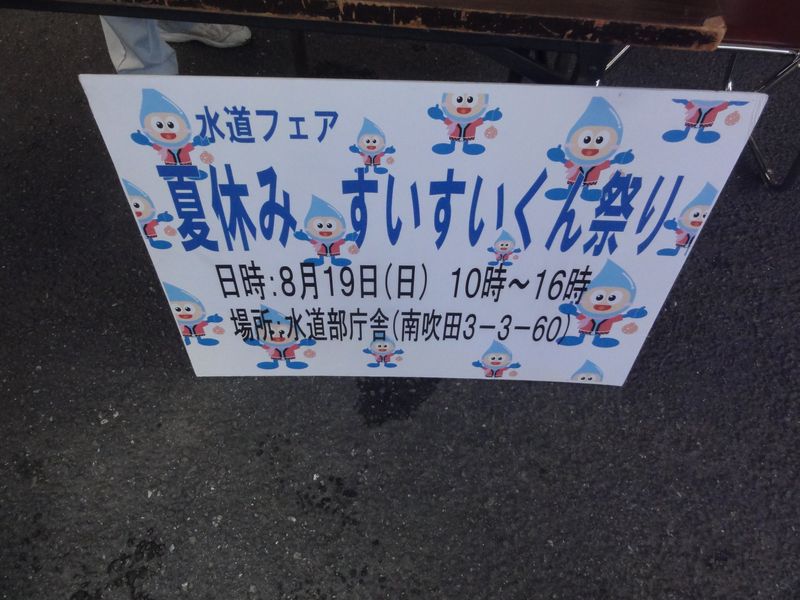 水道フェア
夏休み すいすいくん祭り
日時:8月19日(日) 10時~16時
場所:水道部庁舎(南吹田3-3-60)